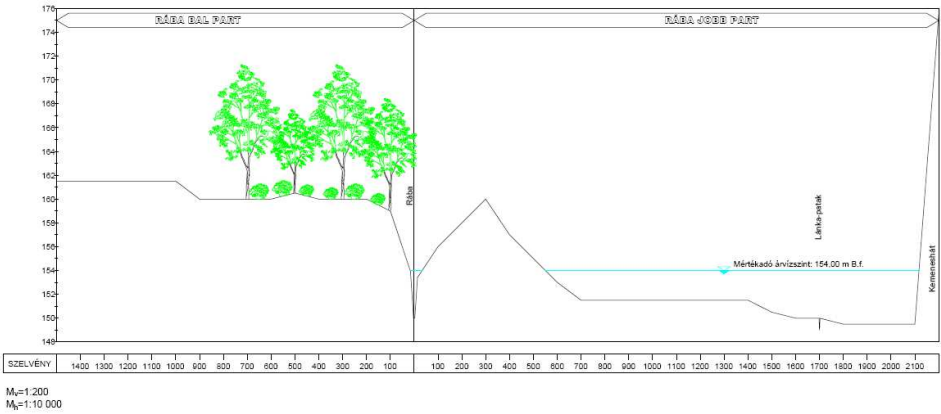 RÁBA BAL PART
RÁBA JOBB PART
176
174
172
170
168
166
164
162
160
158
156
154
152
150
148
Rába
Lánka-patak
Kemeneshát
Mértékadó árvízszint: 154,00 m B.f.
SZELVÉNY
1400 1300 1200 1100 1000 900 800 700 600 500 400 300 200 100 100 200 300 400 500 600 700 800 900 1000 1100 1200 1300 1400 1500 1600 1700 1800 1900 2000 2100
Mv=1:200
Mh=1:10 000